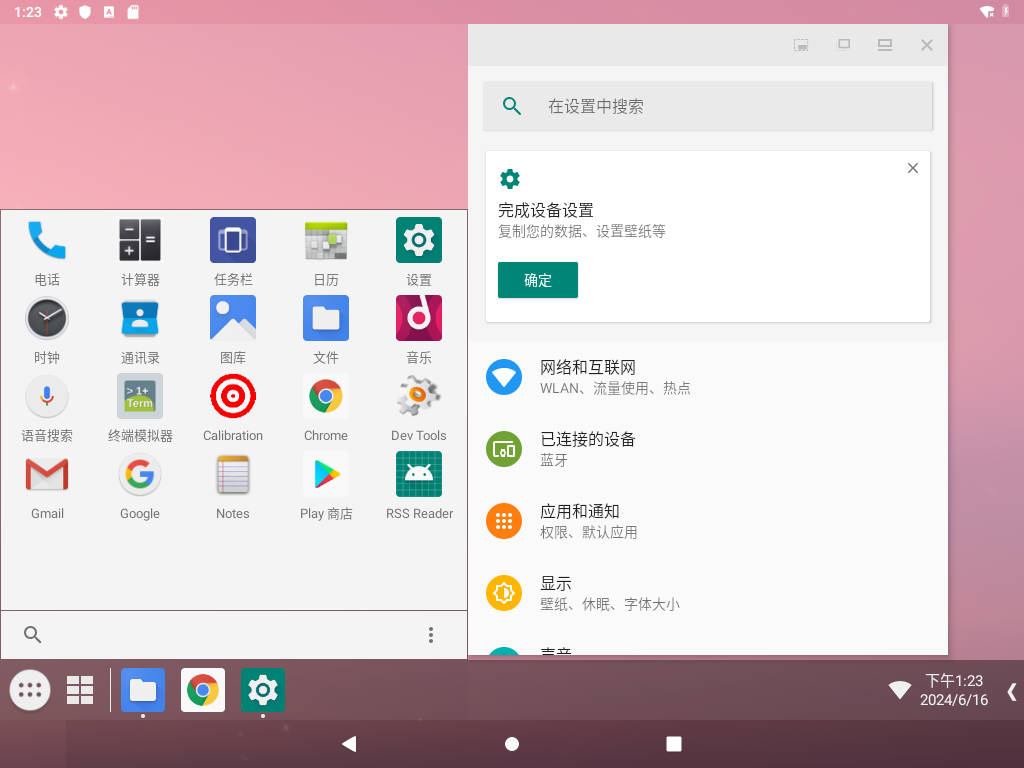 1:23
在设置中搜索
完成设备设置
复制您的数据、设置壁纸等
确定
电话 计算器 任务栏 日历 设置
时钟 通讯录 图库 文件 音乐
> 1+
Term
语音搜索 终端模拟器 Calibration Chrome Dev Tools
Gmail Google Notes Play 商店 RSS Reader
网络和互联网
WLAN、流量使用、热点
已连接的设备
蓝牙
应用和通知
权限、默认应用
显示
壁纸、休眠、字体大小
声音
下午1:23
2024/6/16